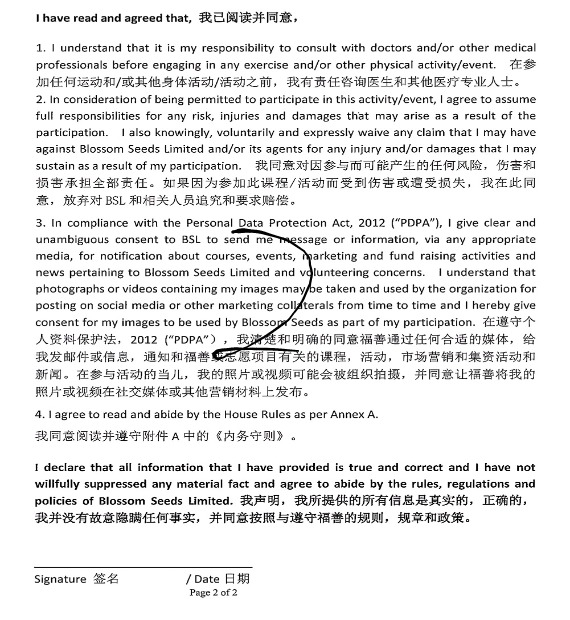 I have read and agreed that, 我已阅读并同意，
1. I understand that it is my responsibility to consult with doctors and/or other medical
professionals before engaging in any exercise and/or other physical activity/event. 在参
加任何运动和/或其他身体活动/活动之前，我有责任咨询医生和其他医疗专业人士。
2. In consideration of being permitted to participate in this activity/event, I agree to assume
full responsibilities for any risk, injuries and damages that may arise as a result of the
participation. I also knowingly, voluntarily and expressly waive any claim that I may have
against Blossom Seeds Limited and/or its agents for any injury and/or damages that I may
sustain as a result of my participation. 我同意对因参与而可能产生的任何风险，伤害和
损害承担全部责任。如果因为参加此课程/活动而受到伤害或遭受损失，我在此同
意，放弃对 BSL 和相关人员追究和要求赔偿。
3. In compliance with the Personal Data Protection Act, 2012 (“PDPA”), I give clear and
unambiguous consent to BSL to send me message or information, via any appropriate
media, for notification about courses, events, marketing and fund raising activities and
news pertaining to Blossom Seeds Limited and volunteering concerns. I understand that
photographs or videos containing my images may be taken and used by the organization for
posting on social media or other marketing collaterals from time to time and I hereby give
consent for my images to be used by Blossom Seeds as part of my participation. 在遵守个
人资料保护法，2012 (“PDPA”)，我清楚和明确的同意福善通过任何合适的媒体，给
我发邮件或信息，通知和福善或志愿项目有关的课程，活动，市场营销和集资活动和
新闻。在参与活动的当儿，我的照片或视频可能会被组织拍摄，并同意让福善将我的
照片或视频在社交媒体或其他营销材料上发布。
4. I agree to read and abide by the House Rules as per Annex A.
我同意阅读并遵守附件 A 中的《内务守则》。
I declare that all information that I have provided is true and correct and I have not
willfully suppressed any material fact and agree to abide by the rules, regulations and
policies of Blossom Seeds Limited. 我声明，我所提供的所有信息是真实的，正确的，
我并没有故意隐瞒任何事实，并同意按照与遵守福善的规则，规章和政策。
Signature 签名 / Date 日期
Page 2 of 2